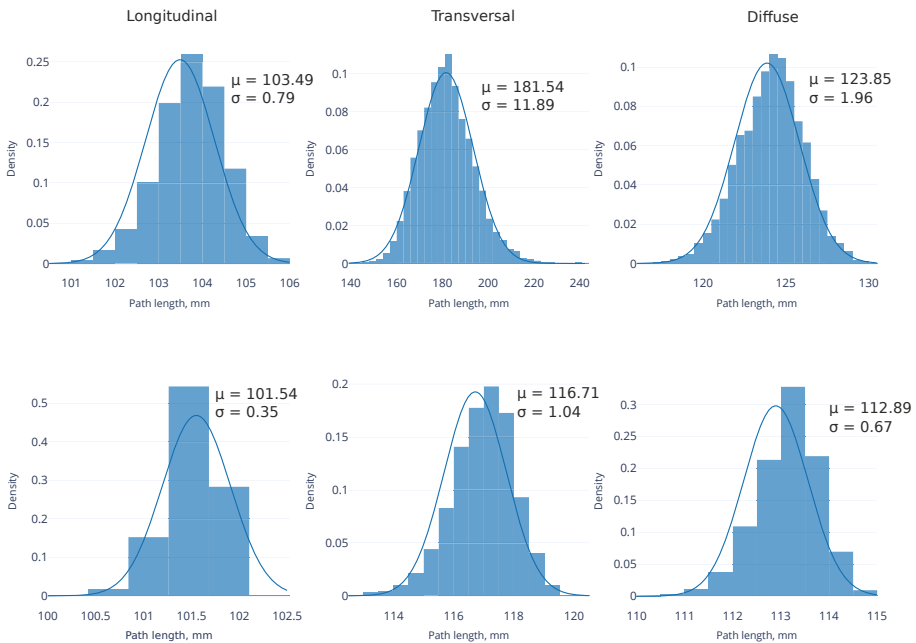 Longitudinal
Transversal
Diffuse
0.25
0.2
0.15
0.1
0.05
0
Density
μ = 103.49
σ = 0.79
101 102 103 104 105 106
Path length, mm
0.1
0.08
0.06
0.04
0.02
0
Density
μ = 181.54
σ = 11.89
140 160 180 200 220 240
Path length, mm
0.1
0.08
0.06
0.04
0.02
0
Density
μ = 123.85
σ = 1.96
120 125 130
Path length, mm
0.5
0.4
0.3
0.2
0.1
0
Density
μ = 101.54
σ = 0.35
100 100.5 101 101.5 102 102.5
Path length, mm
0.2
0.15
0.1
0.05
0
Density
μ = 116.71
σ = 1.04
114 116 118 120
Path length, mm
0.3
0.2
0.1
0
Density
μ = 112.89
σ = 0.67
110 111 112 113 114 115
Path length, mm